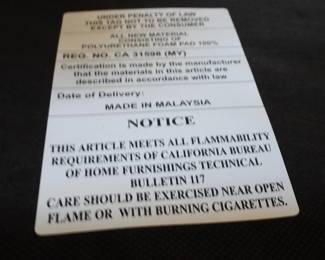 UNDER PENALTY OF LAW
THIS TAG NOT TO BE REMOVED
EXCEPT BY THE CONSUMER
ALL NEW MATERIAL
CONSISTING OF
POLYURETHANE FOAM PAD 100%
REG. NO. CA 31598 (MY)
Certification is made by the manufacturer
that the materials in this article are
described in accordance with law
Date of Delivery:
MADE IN MALAYSIA
NOTICE
THIS ARTICLE MEETS ALL FLAMMABILITY
REQUIREMENTS OF CALIFORNIA BUREAU
OF HOME FURNISHINGS TECHNICAL
BULLETIN 117
CARE SHOULD BE EXERCISED NEAR OPEN
FLAME OR WITH BURNING CIGARETTES.